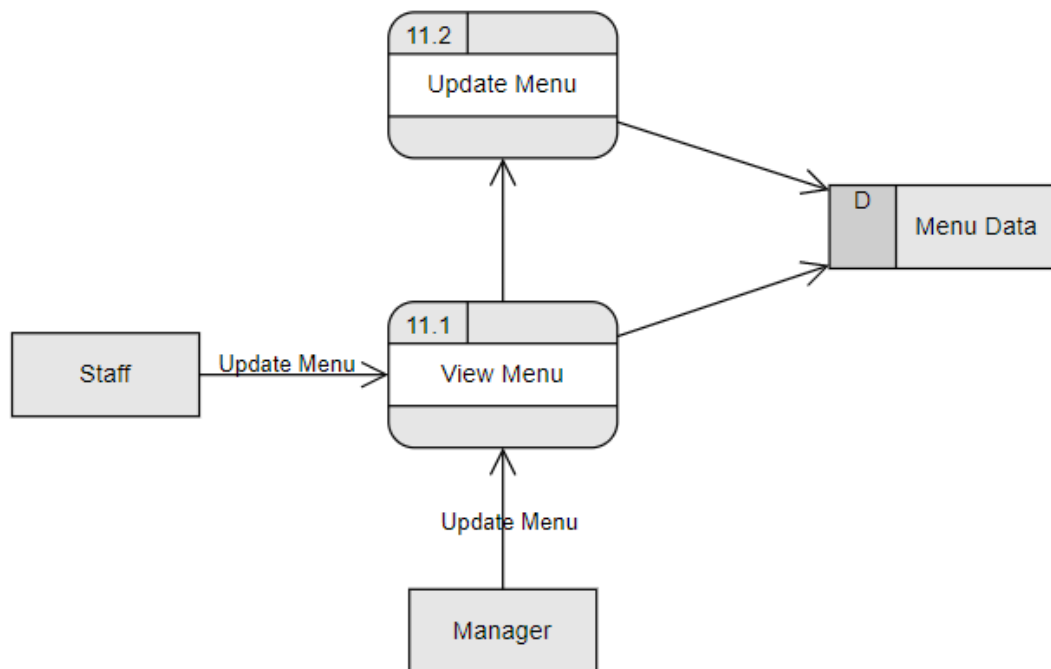 11.2
Update Menu
D
Menu Data
11.1
View Menu
Staff
Update Menu
Update Menu
Manager